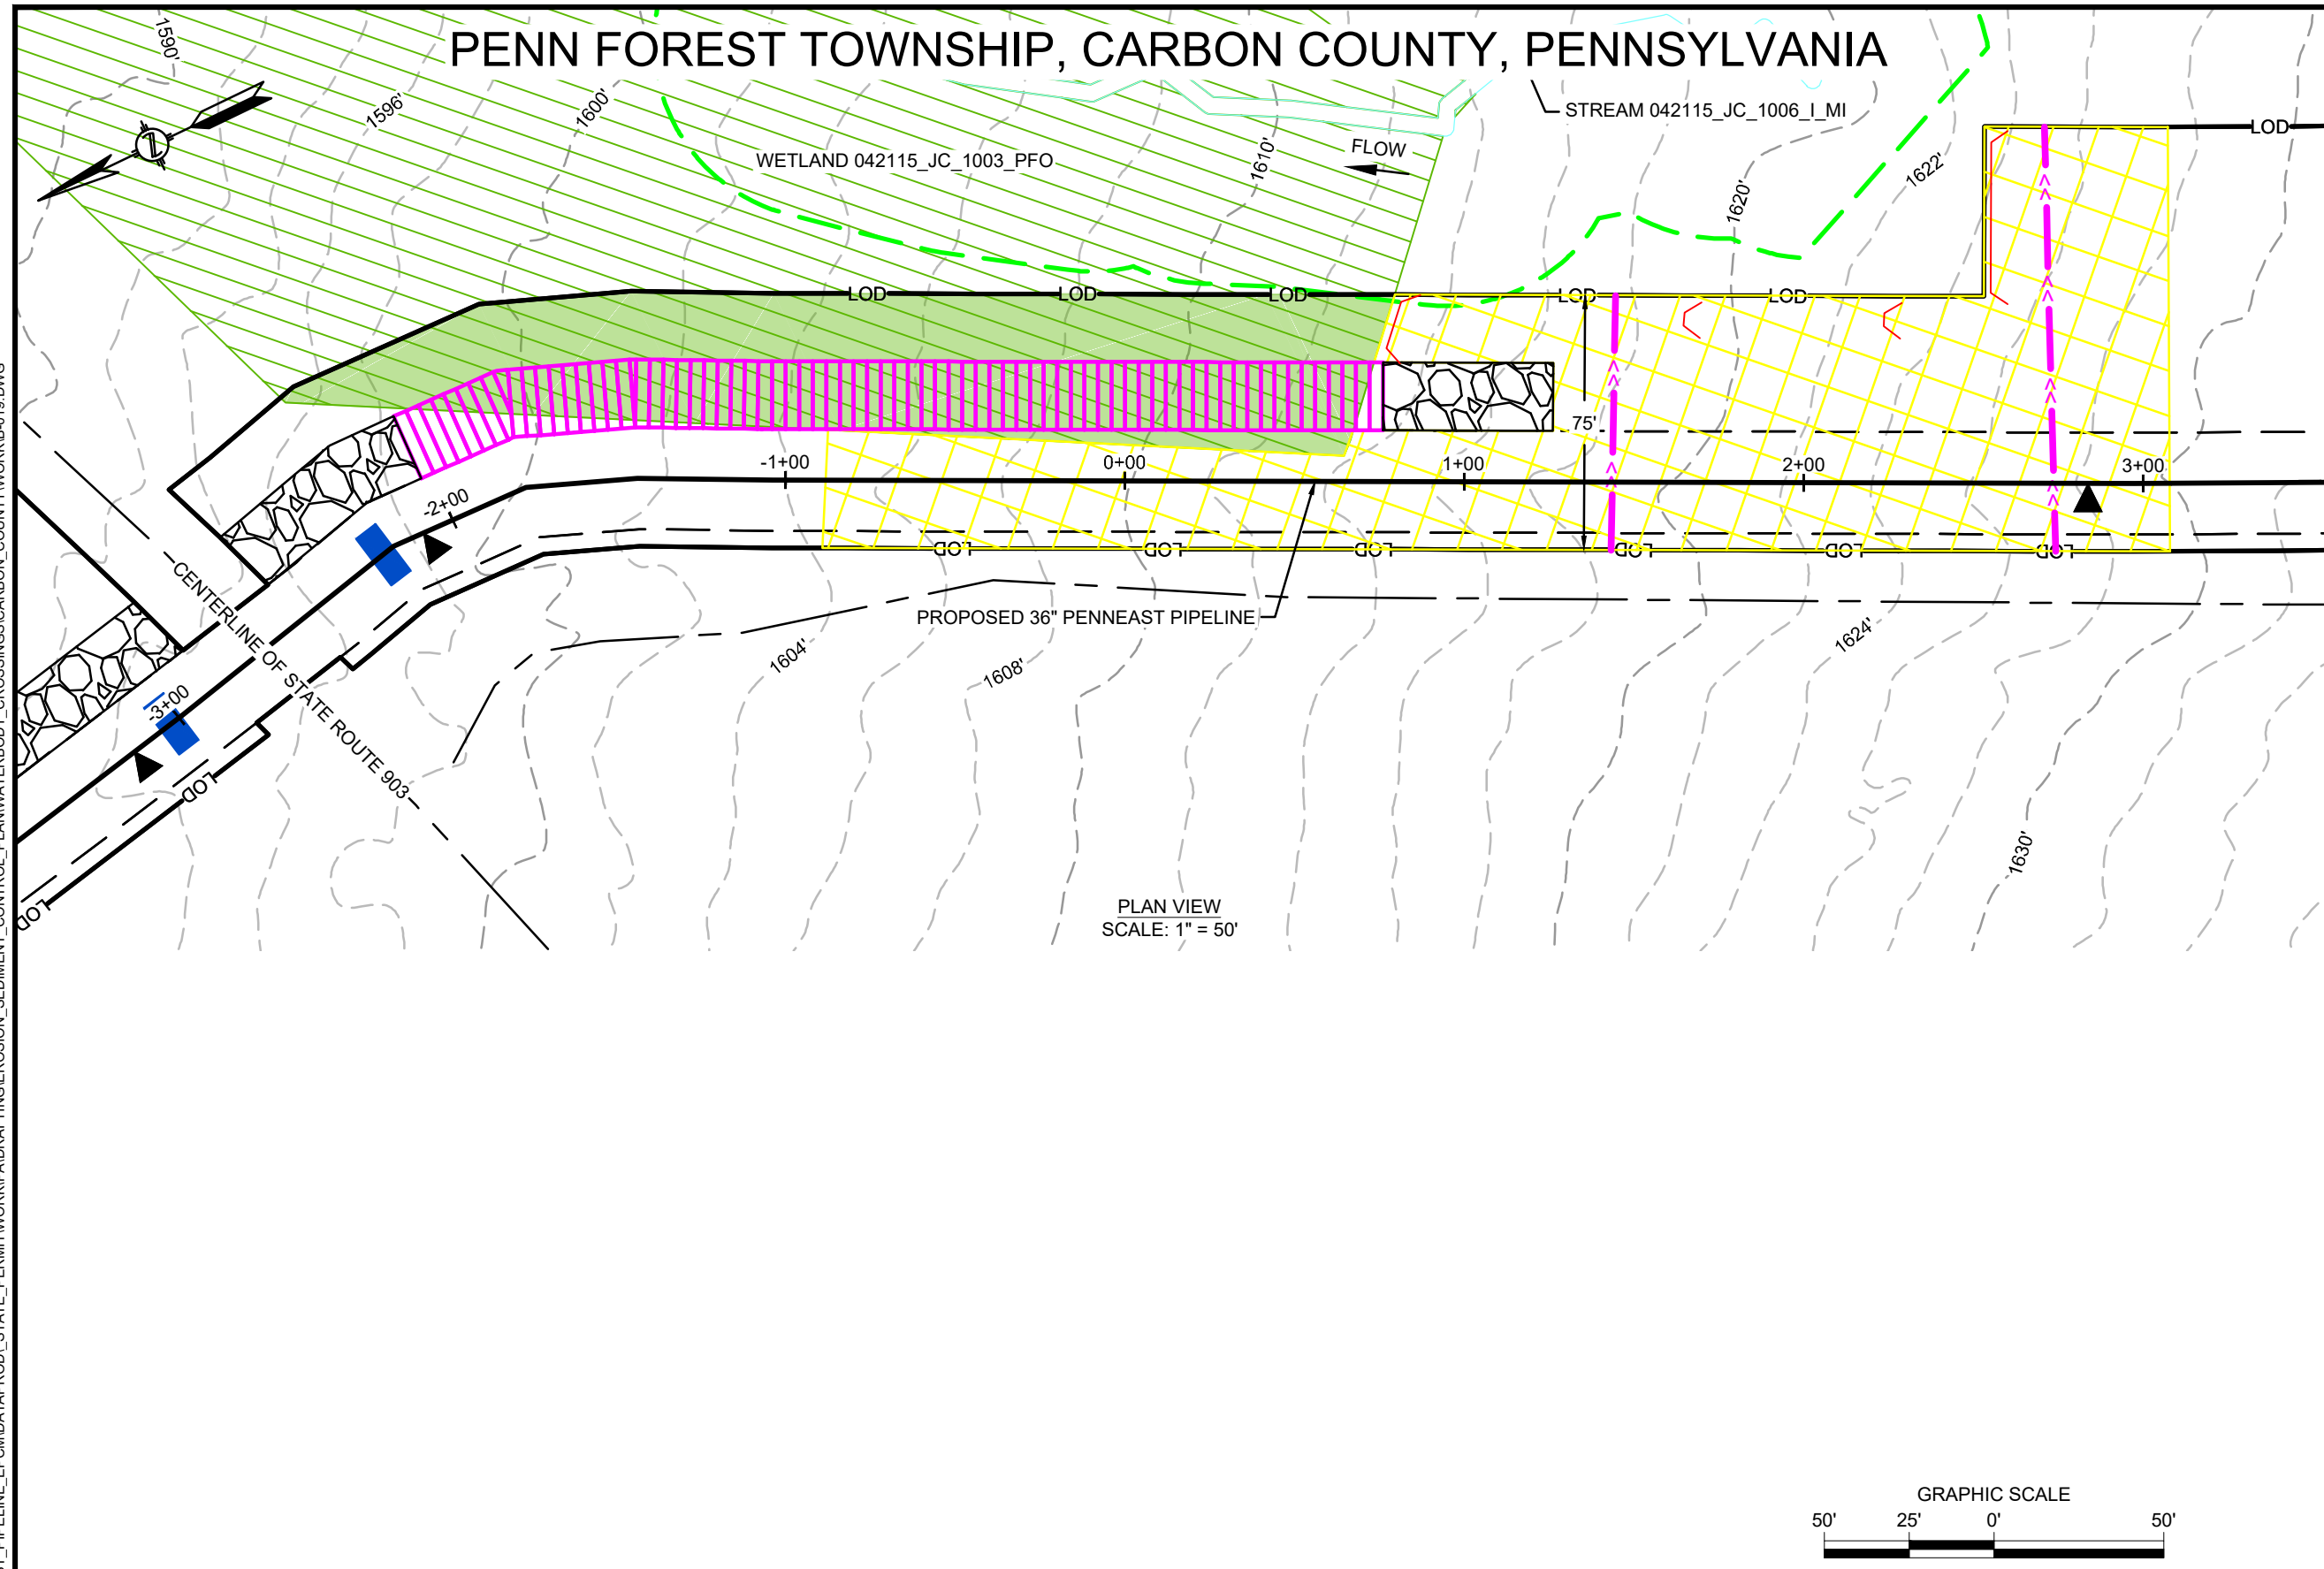 PENN FOREST TOWNSHIP, CARBON COUNTY, PENNSYLVANIA
1590'
1596'
1600'
STREAM 042115_JC_1006_I_MI
WETLAND 042115_JC_1003_PFO
FLOW
1610'
1620'
1622'
LOD
LOD
LOD
LOD
LOD
LOD
75'
-3+00
-2+00
-1+00
0+00
1+00
2+00
3+00
LOD
LOD
LOD
LOD
LOD
LOD
LOD
LOD
CENTERLINE OF STATE ROUTE 903
PROPOSED 36" PENNEAST PIPELINE
1604'
1608'
1624'
1630'
PLAN VIEW
SCALE: 1" = 50'
GRAPHIC SCALE
50' 25' 0' 50'